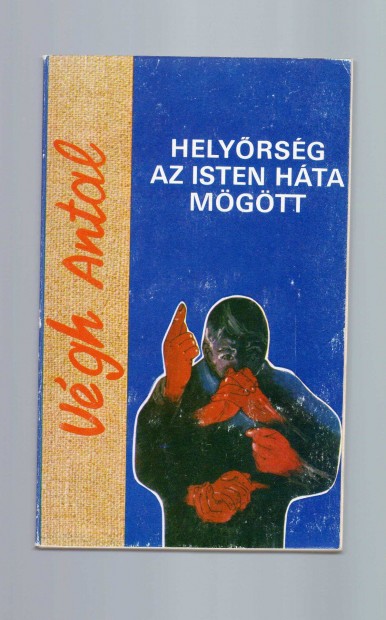 Végh Antal
HELYŐRSÉG
AZ ISTEN HÁTA
MÖGÖTT